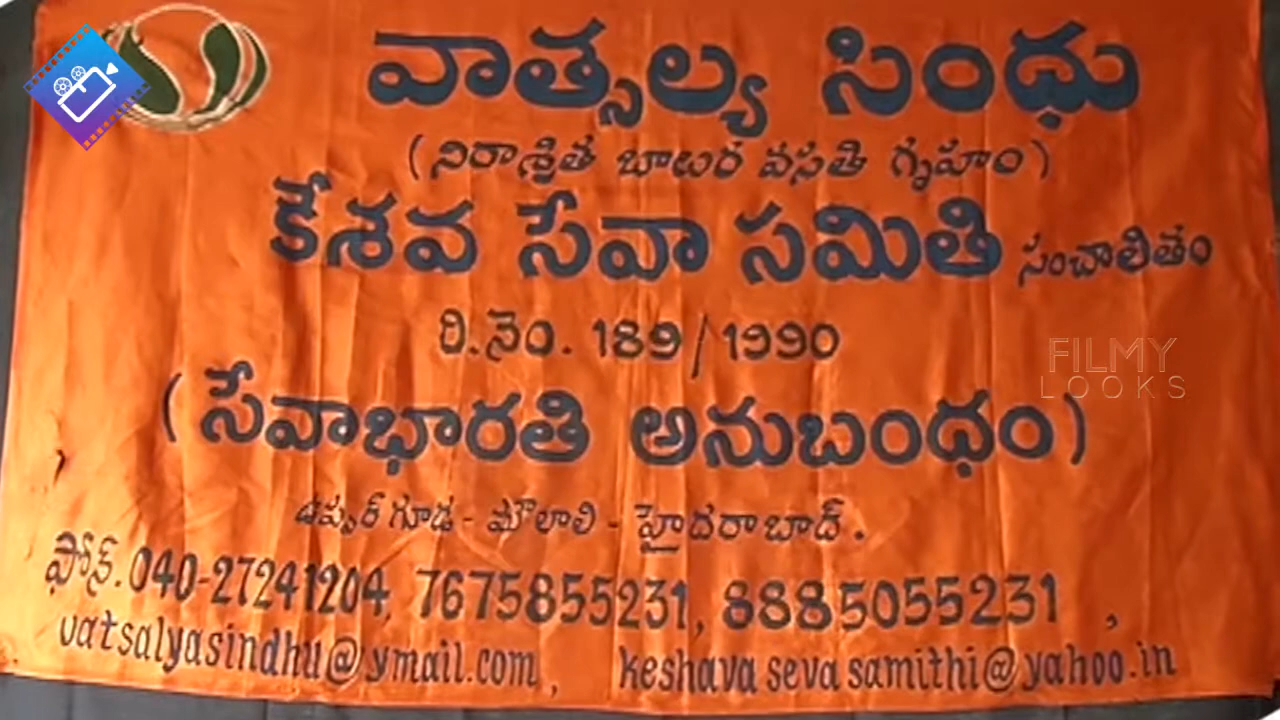 వాత్సల్య సింధు
(నిరాశ్రిత బాలుర వసతి గృహం)
కేశవ సేవా సమితి సంచాలితం
రి.నెం. 189/1990
FILMY
LOOKS
(సేవాభారతి అనుబంధం)
ఉప్పర్ గూడ - మౌలాలి - హైదరాబాద్.
ఫోన్. 040-27241204, 7675855231, 8885055231 ,
vatsalyasindhu@ymail.com, keshava seva samithi@yahoo.in